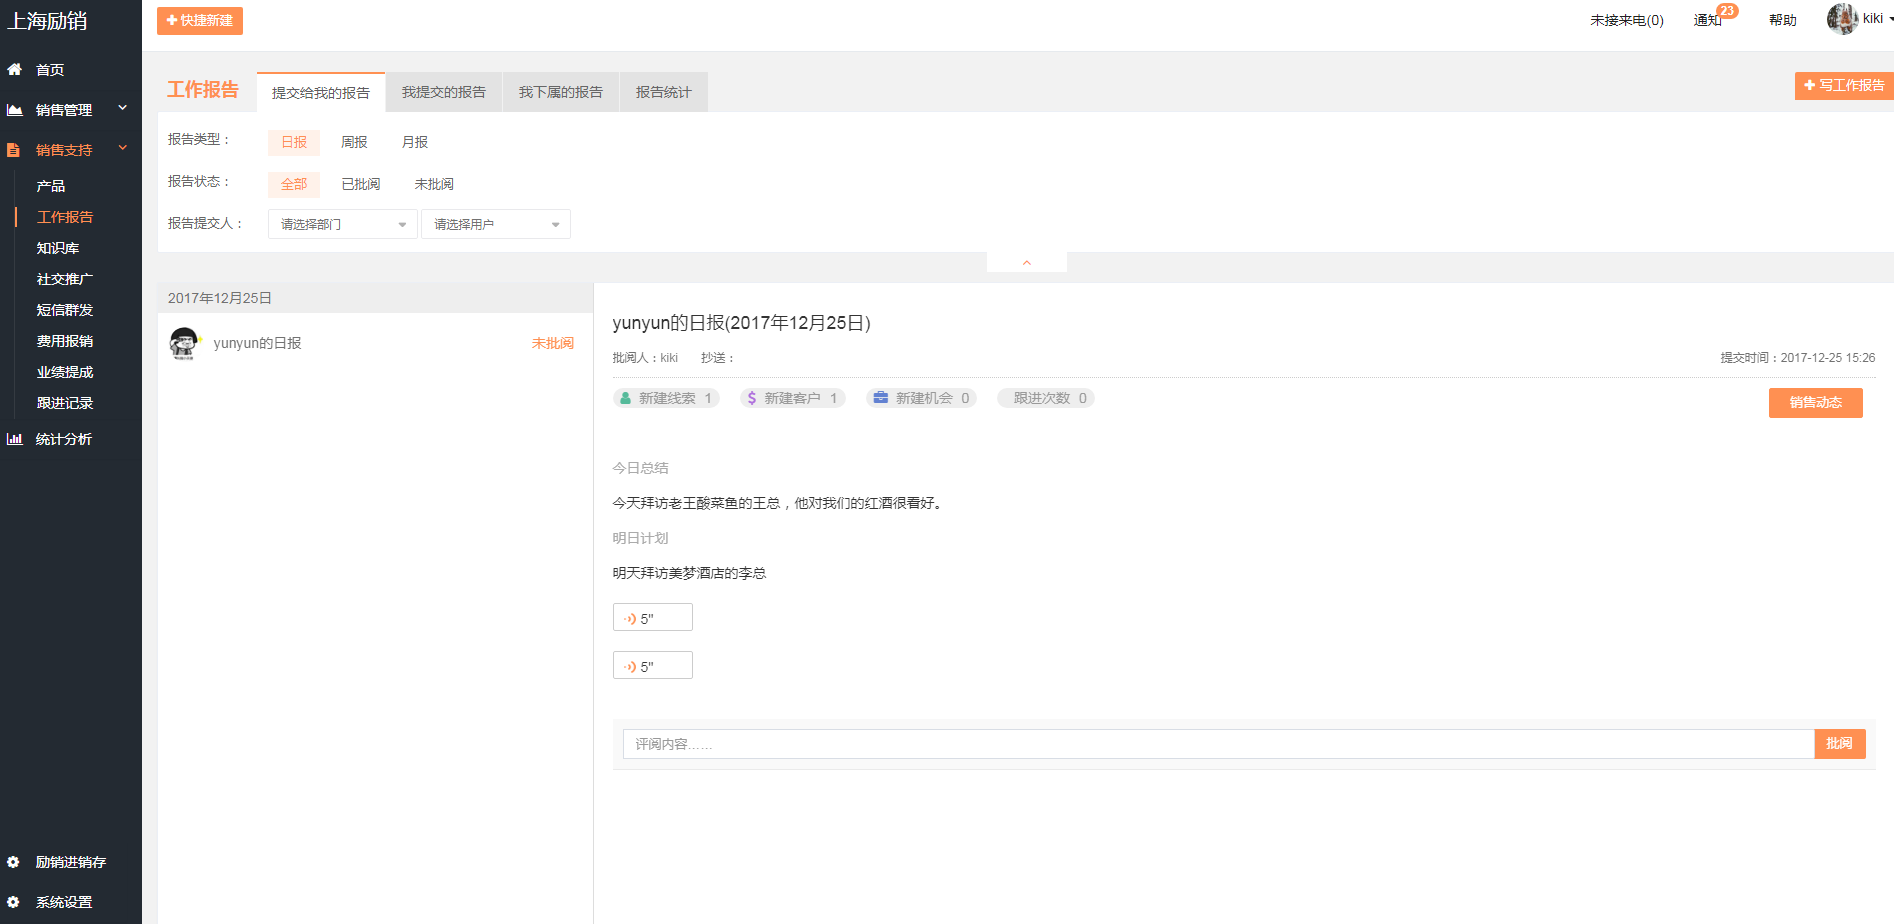 上海励销
快捷新建
未接来电(0)
通知
23
帮助
kiki
首页
销售管理
销售支持
产品
工作报告
知识库
社交推广
短信群发
费用报销
业绩提成
跟进记录
统计分析
励销进销存
系统设置
工作报告
提交给我的报告
我提交的报告
我下属的报告
报告统计
写工作报告
报告类型：
日报
周报
月报
报告状态：
全部
已批阅
未批阅
报告提交人：
请选择部门
请选择用户
2017年12月25日
yunyun的日报
未批阅
yunyun的日报(2017年12月25日)
批阅人：kiki
抄送：
提交时间：2017-12-25 15:26
新建线索 1
新建客户 1
新建机会 0
跟进次数 0
销售动态
今日总结
今天拜访老王酸菜鱼的王总，他对我们的红酒很看好。
明日计划
明天拜访美梦酒店的李总
5"
5"
评阅内容……
批阅